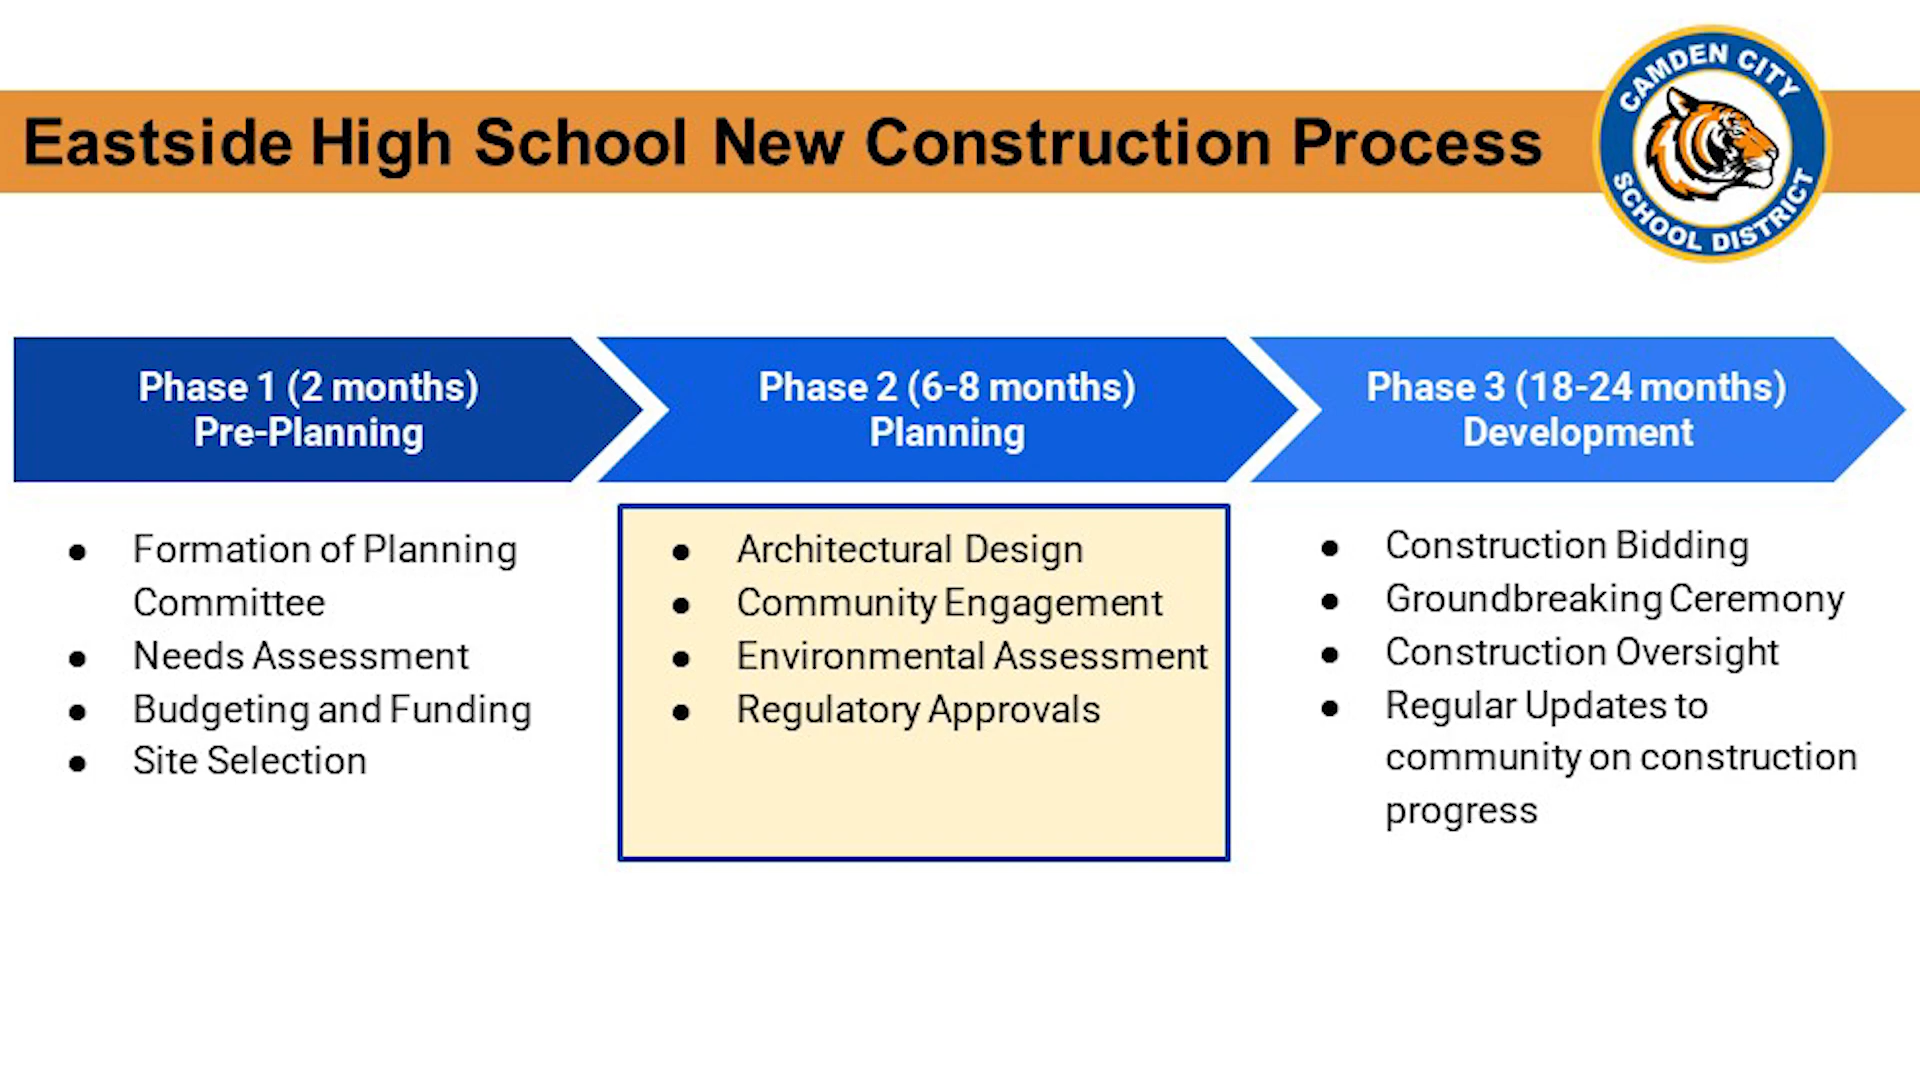 CAMDEN CITY
SCHOOL DISTRICT
Eastside High School New Construction Process
Phase 1 (2 months)
Pre-Planning
Phase 2 (6-8 months)
Planning
Phase 3 (18-24 months)
Development
● Formation of Planning
Committee
● Needs Assessment
● Budgeting and Funding
● Site Selection
● Architectural Design
● Community Engagement
● Environmental Assessment
● Regulatory Approvals
● Construction Bidding
● Groundbreaking Ceremony
● Construction Oversight
● Regular Updates to
community on construction
progress